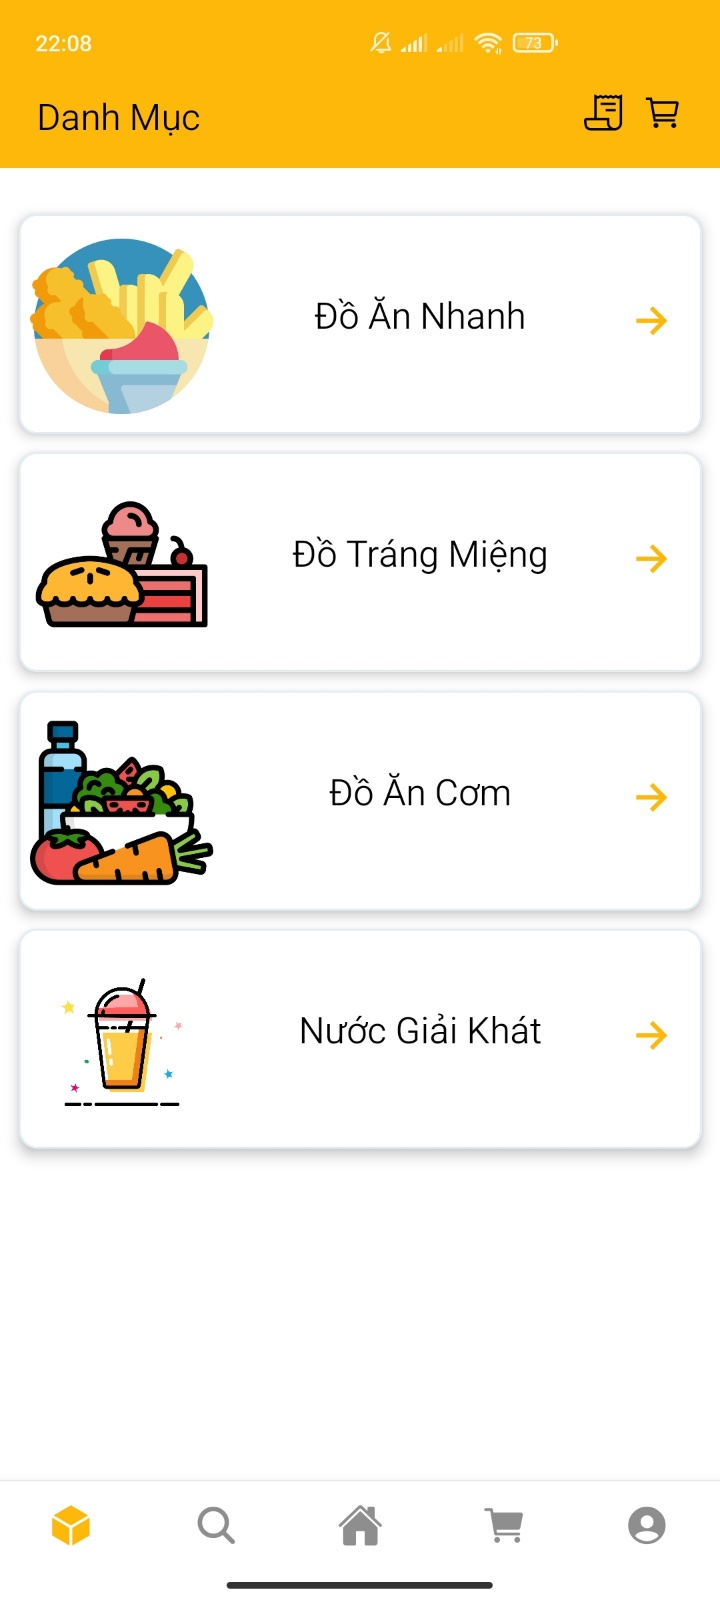 22:08
73
Danh Mục
Đồ Ăn Nhanh
Đồ Tráng Miệng
Đồ Ăn Cơm
Nước Giải Khát